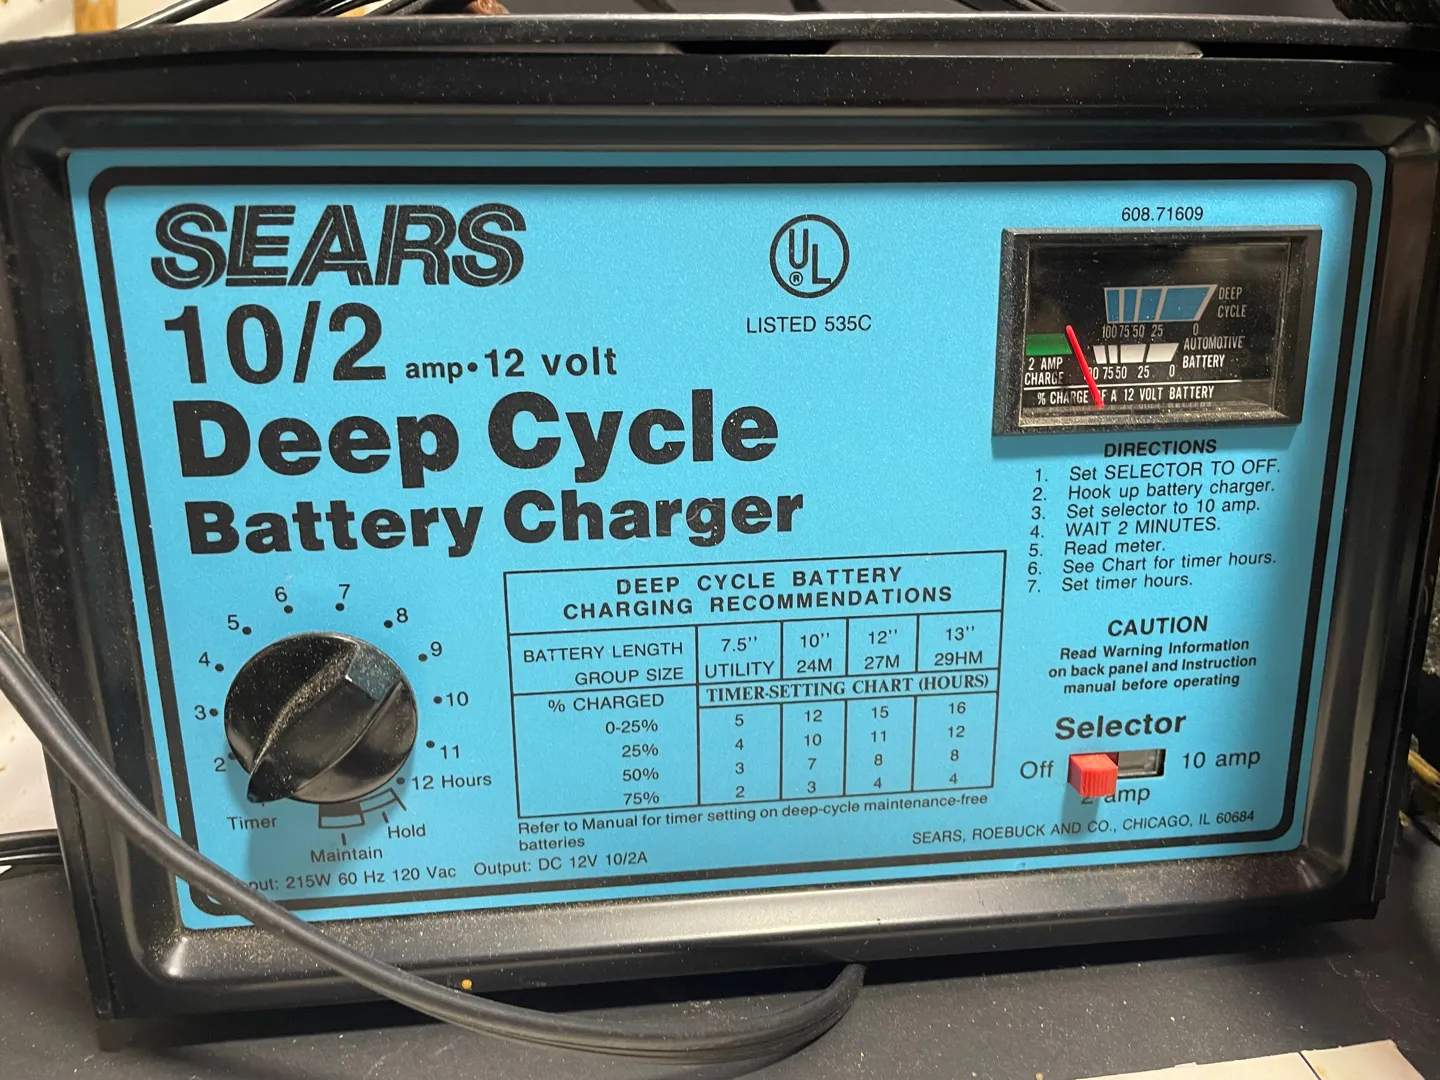 SEARS
10/2 amp•12 volt
Deep Cycle
Battery Charger
UL
®
LISTED 535C
608.71609
DEEP
CYCLE
100 75 50 25 0
AUTOMOTIVE
BATTERY
75 50 25 0
2 AMP
CHARGE
% CHARGE A 12 VOLT BATTERY
DIRECTIONS
1. Set SELECTOR TO OFF.
2. Hook up battery charger.
3. Set selector to 10 amp.
4. WAIT 2 MINUTES.
5. Read meter.
6. See Chart for timer hours.
7. Set timer hours.
CAUTION
Read Warning Information
on back panel and Instruction
manual before operating
Selector
Off
10 amp
2 amp
SEARS, ROEBUCK AND CO., CHICAGO, IL 60684
DEEP CYCLE BATTERY
CHARGING RECOMMENDATIONS
BATTERY LENGTH 7.5'' 10'' 12'' 13''
GROUP SIZE UTILITY 24M 27M 29HM
% CHARGED TIMER-SETTING CHART (HOURS)
0-25% 5 12 15 16
25% 4 10 11 12
50% 3 7 8 8
75% 2 3 4 4
Refer to Manual for timer setting on deep-cycle maintenance-free
batteries
2
3
4
5
6
7
8
9
10
11
12 Hours
Hold
Maintain
Timer
215W 60 Hz 120 Vac Output: DC 12V 10/2A